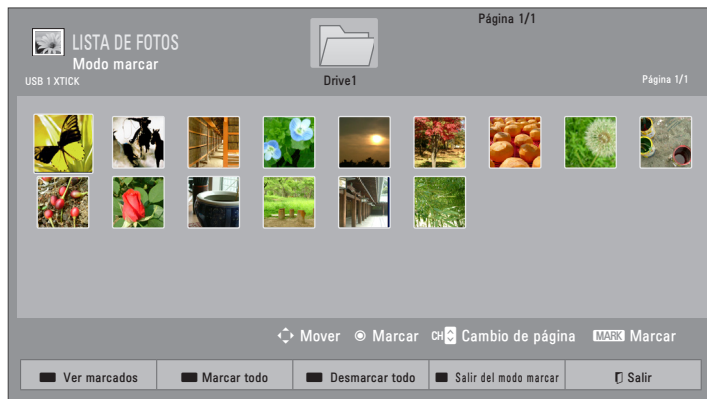 Página 1/1
LISTA DE FOTOS
Modo marcar
USB 1 XTICK
Drive1
Página 1/1
Mover Marcar CH Cambio de página MARK Marcar
Ver marcados Marcar todo Desmarcar todo Salir del modo marcar Salir